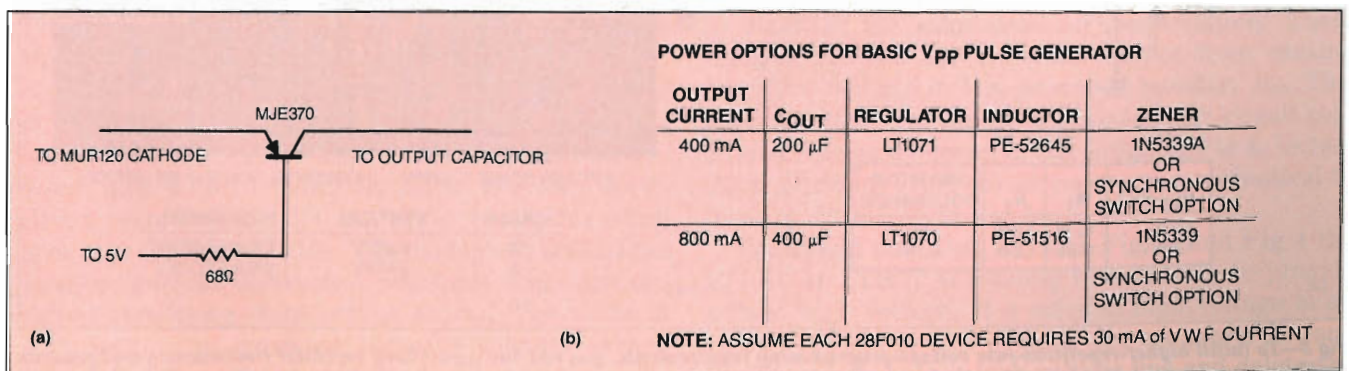 MJE370
TO MUR120 CATHODE
TO OUTPUT CAPACITOR
TO 5V
68Ω
(a)
POWER OPTIONS FOR BASIC VPP PULSE GENERATOR
OUTPUT CURRENT COUT REGULATOR INDUCTOR ZENER
400 mA 200 µF LT1071 PE-52645 1N5339A
OR
SYNCHRONOUS
SWITCH OPTION
800 mA 400 µF LT1070 PE-51516 1N5339
OR
SYNCHRONOUS
SWITCH OPTION
(b)
NOTE: ASSUME EACH 28F010 DEVICE REQUIRES 30 mA of VWF CURRENT